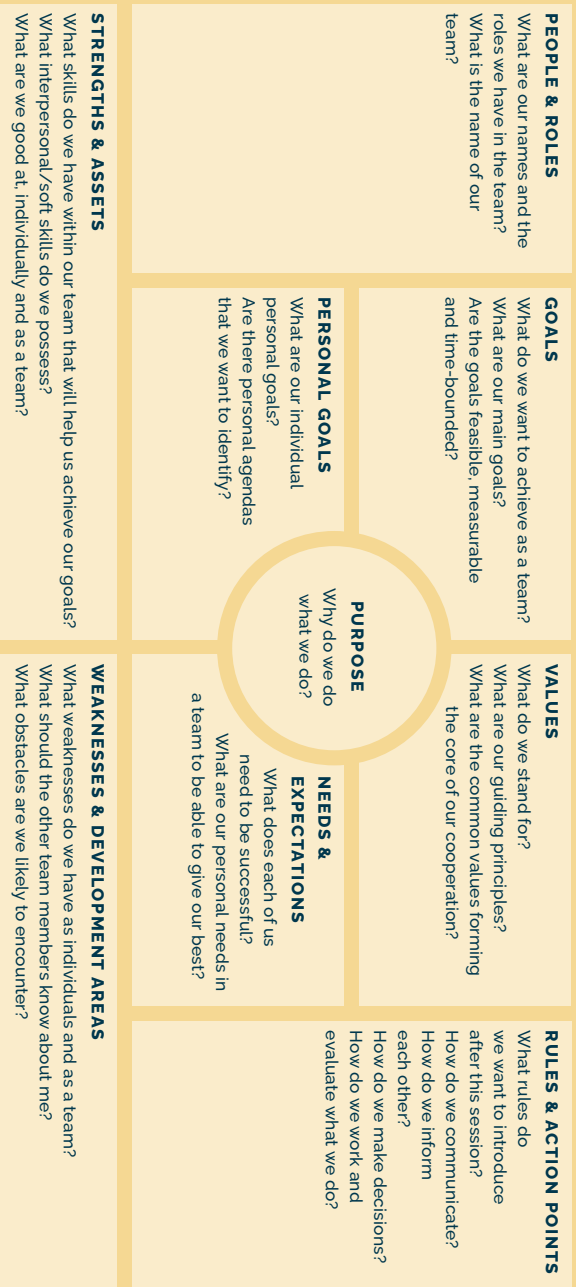 PEOPLE & ROLES
What are our names and the
roles we have in the team?
What is the name of our
team?
GOALS
What do we want to achieve as a team?
What are our main goals?
Are the goals feasible, measurable
and time-bounded?
PERSONAL GOALS
What are our individual
personal goals?
Are there personal agendas
that we want to identify?
PURPOSE
Why do we do
what we do?
VALUES
What do we stand for?
What are our guiding principles?
What are the common values forming
the core of our cooperation?
NEEDS &
EXPECTATIONS
What does each of us
need to be successful?
What are our personal needs in
a team to be able to give our best?
RULES & ACTION POINTS
What rules do
we want to introduce
after this session?
How do we communicate?
How do we inform
each other?
How do we make decisions?
How do we work and
evaluate what we do?
STRENGTHS & ASSETS
What skills do we have within our team that will help us achieve our goals?
What interpersonal/soft skills do we possess?
What are we good at, individually and as a team?
WEAKNESSES & DEVELOPMENT AREAS
What weaknesses do we have as individuals and as a team?
What should the other team members know about me?
What obstacles are we likely to encounter?